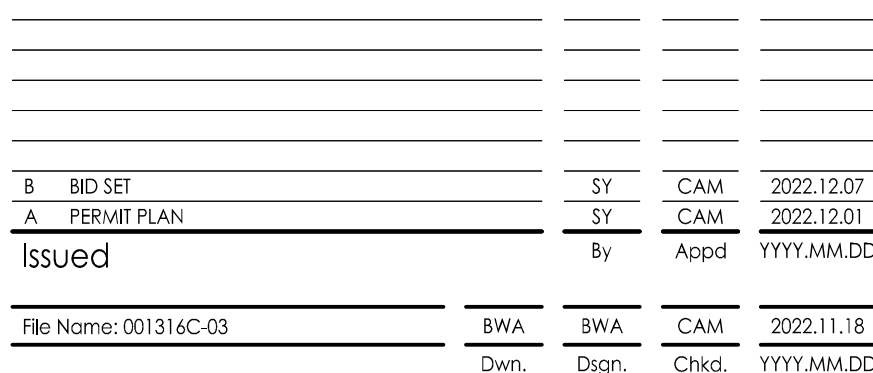 B BID SET SY CAM 2022.12.07
A PERMIT PLAN SY CAM 2022.12.01
Issued By Appd YYYY.MM.DD
File Name: 001316C-03 BWA BWA CAM 2022.11.18
Dwn. Dsgn. Chkd. YYYY.MM.DD